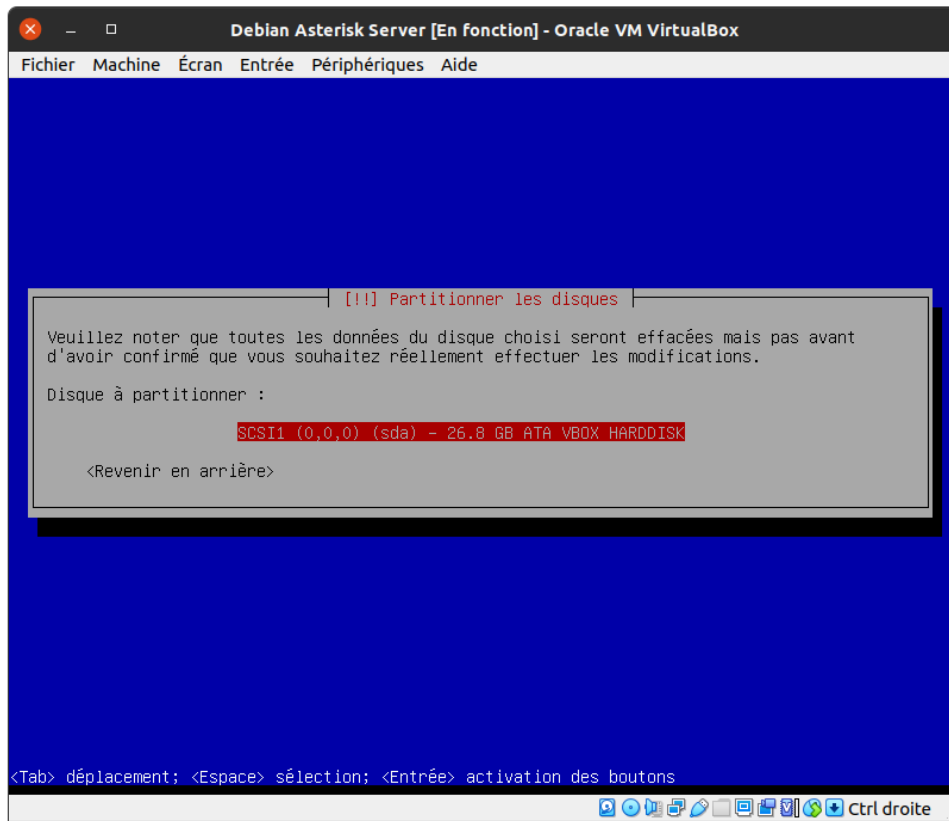 Debian Asterisk Server [En fonction] - Oracle VM VirtualBox
Fichier Machine Écran Entrée Périphériques Aide
[!!] Partitionner les disques
Veuillez noter que toutes les données du disque choisi seront effacées mais pas avant
d'avoir confirmé que vous souhaitez réellement effectuer les modifications.
Disque à partitionner :
SCSI1 (0,0,0) (sda) - 26.8 GB ATA VBOX HARDDISK
<Revenir en arrière>
<Tab> déplacement; <Espace> sélection; <Entrée> activation des boutons
Ctrl droite